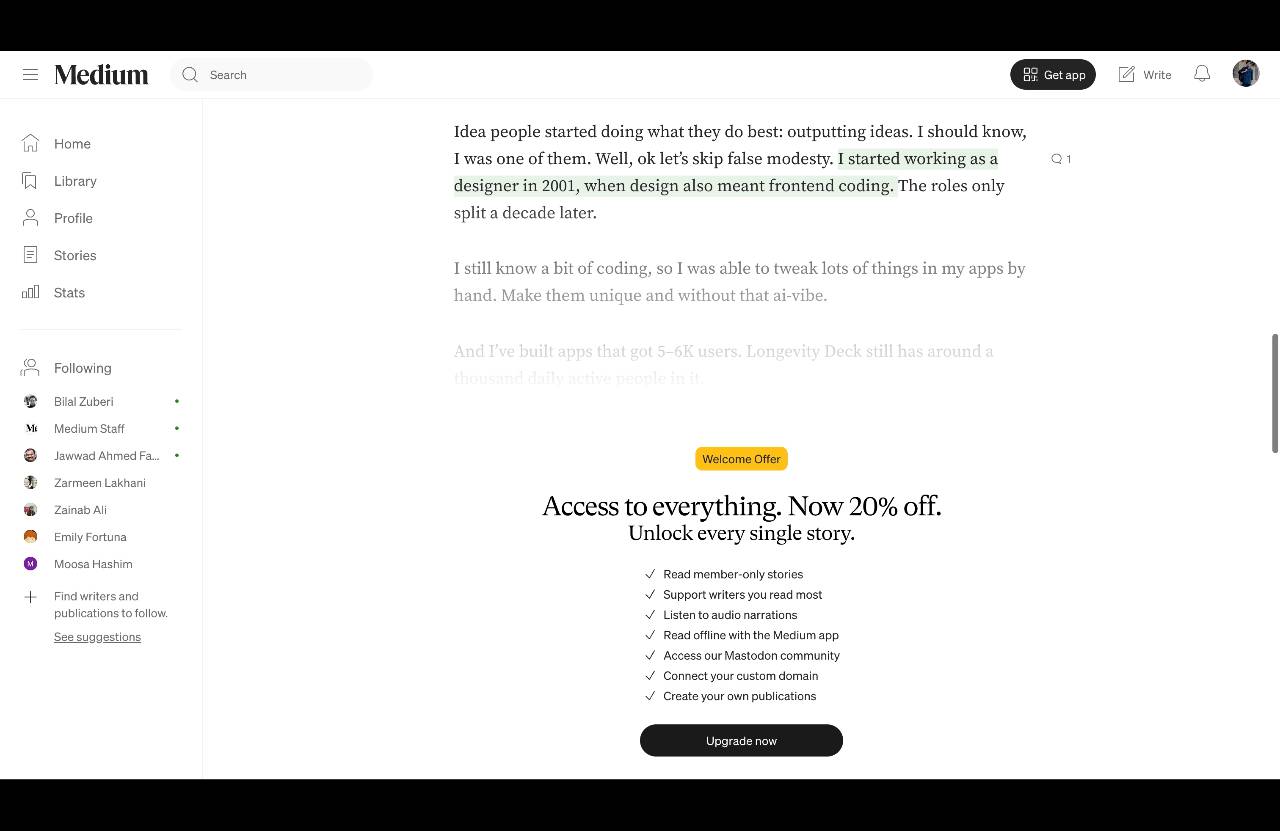 Medium
Search
Get app
Write
Home
Library
Profile
Stories
Stats
Following
Bilal Zuberi
Medium Staff
Jawwad Ahmed Fa...
Zarmeen Lakhani
Zainab Ali
Emily Fortuna
M
Moosa Hashim
Find writers and
publications to follow.
See suggestions
Idea people started doing what they do best: outputting ideas. I should know,
I was one of them. Well, ok let’s skip false modesty. I started working as a
designer in 2001, when design also meant frontend coding. The roles only
split a decade later.
1
I still know a bit of coding, so I was able to tweak lots of things in my apps by
hand. Make them unique and without that ai-vibe.
And I’ve built apps that got 5–6K users. Longevity Deck still has around a
thousand daily active people in it.
Welcome Offer
Access to everything. Now 20% off.
Unlock every single story.
Read member-only stories
Support writers you read most
Listen to audio narrations
Read offline with the Medium app
Access our Mastodon community
Connect your custom domain
Create your own publications
Upgrade now